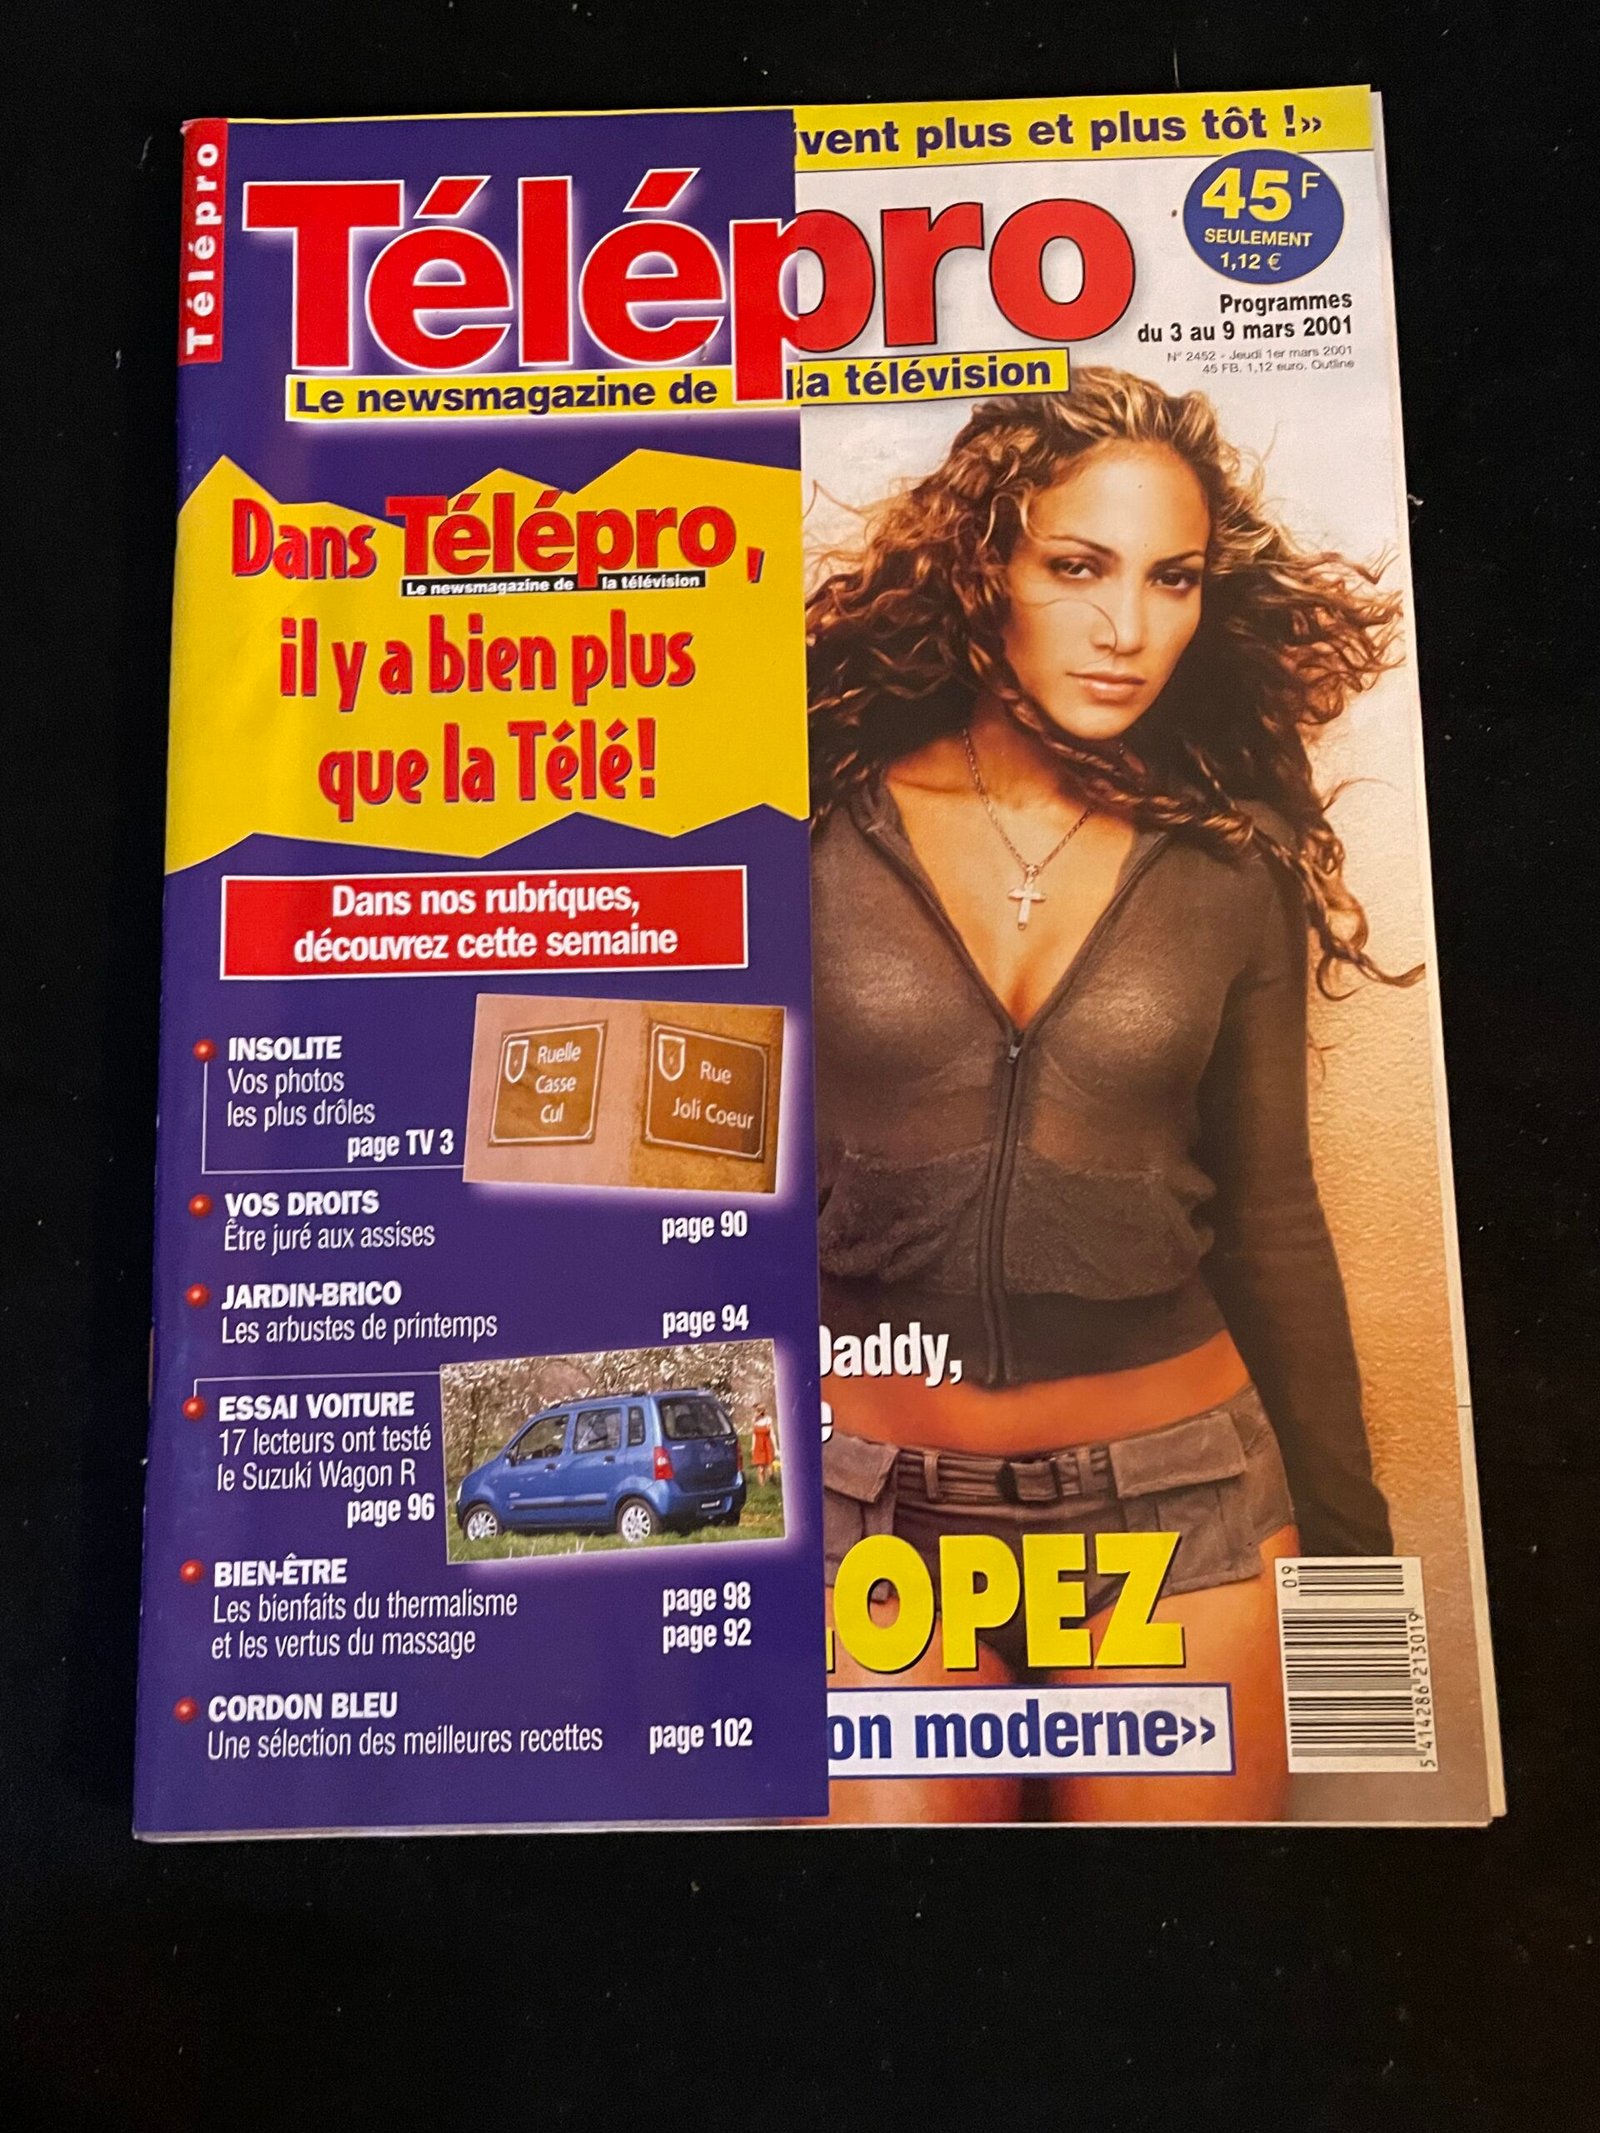 Télépro
vent plus et plus tôt !»
Télépro
Le newsmagazine de la télévision
45 F
SEULEMENT
1,12 €
Programmes
du 3 au 9 mars 2001
N° 2452 - Jeudi 1er mars 2001
45 FB, 1,12 euro, Outline
Dans Télépro,
Le newsmagazine de la télévision
il y a bien plus
que la Télé!
Dans nos rubriques,
découvrez cette semaine
INSOLITE
Vos photos
les plus drôles
page TV 3
Ruelle
Casse
Cul
Rue
Joli Coeur
VOS DROITS
Être juré aux assises page 90
JARDIN-BRICO
Les arbustes de printemps page 94
ESSAI VOITURE
17 lecteurs ont testé
le Suzuki Wagon R
page 96
BIEN-ÊTRE
Les bienfaits du thermalisme page 98
et les vertus du massage page 92
CORDON BLEU
Une sélection des meilleures recettes page 102
Daddy,
e
LOPEZ
on moderne»
09
5 414286 213019